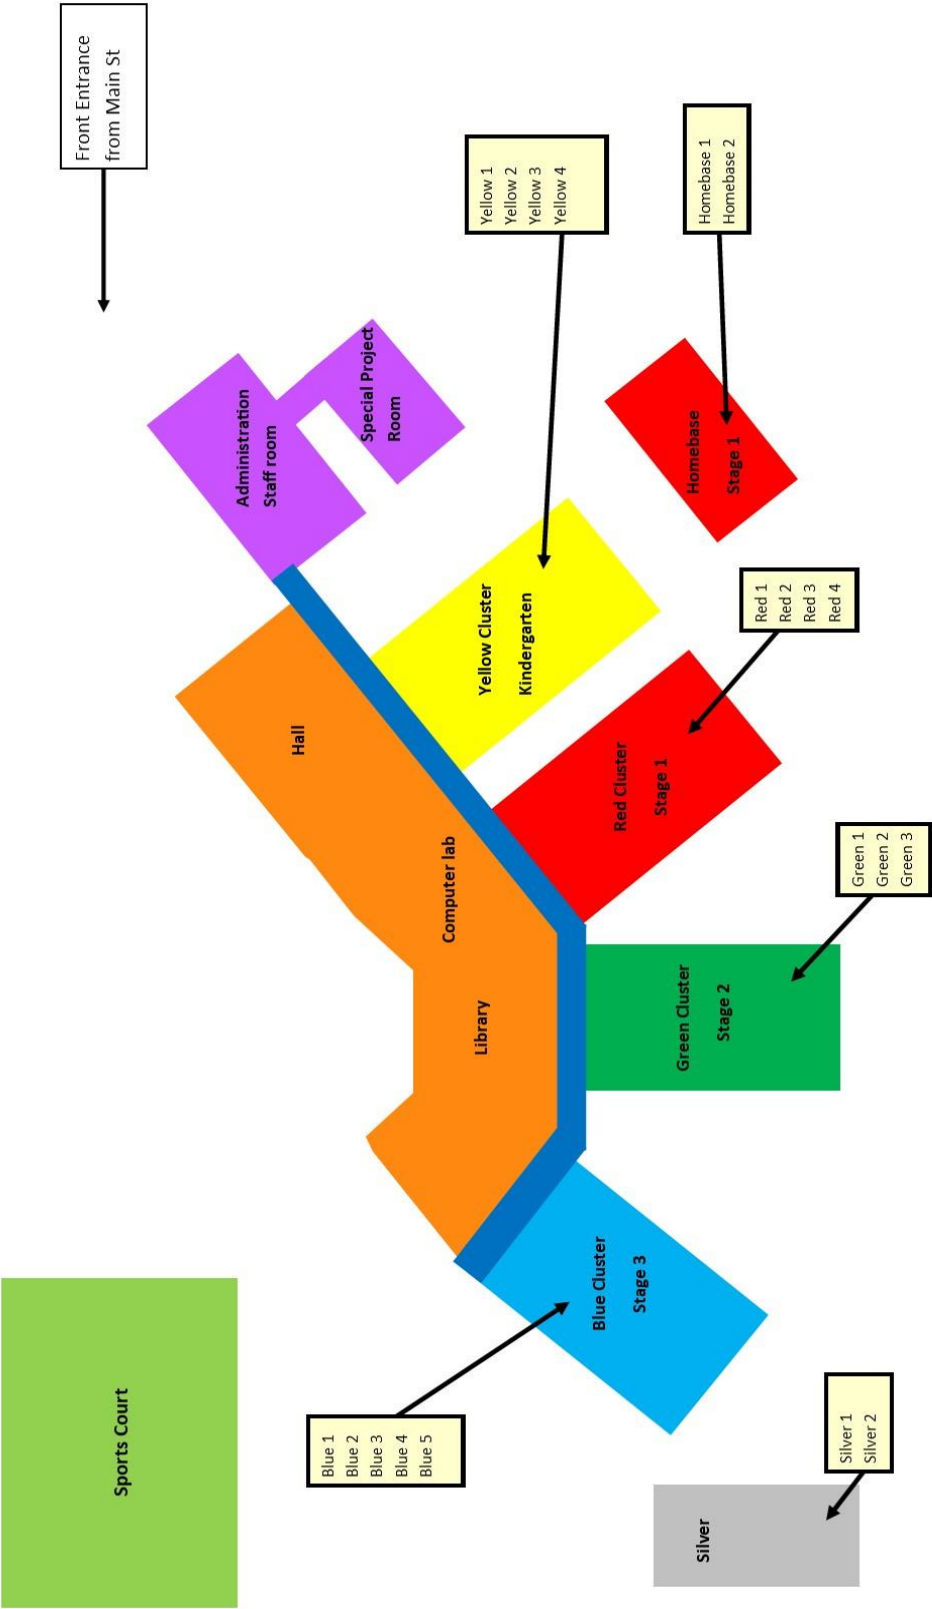 Front Entrance
from Main St
Yellow 1
Yellow 2
Yellow 3
Yellow 4
Homebase 1
Homebase 2
Administration
Staff room
Special Project
Room
Homebase
Stage 1
Yellow Cluster
Kindergarten
Red 1
Red 2
Red 3
Red 4
Hall
Red Cluster
Stage 1
Computer lab
Green 1
Green 2
Green 3
Library
Green Cluster
Stage 2
Blue Cluster
Stage 3
Sports Court
Blue 1
Blue 2
Blue 3
Blue 4
Blue 5
Silver 1
Silver 2
Silver